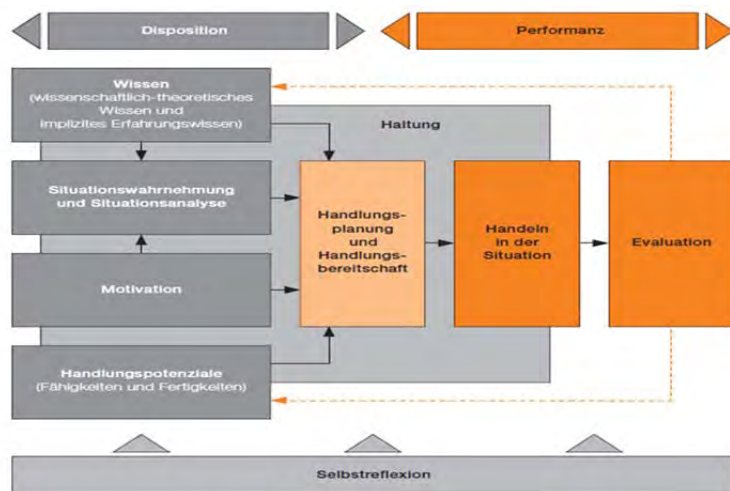 Disposition
Performanz
Wissen
(wissenschaftlich-theoretisches
Wissen und
implizites Erfahrungswissen)
Haltung
Situationswahrnehmung
und Situationsanalyse
Motivation
Handlungspotenziale
(Fähigkeiten und Fertigkeiten)
Handlungs-
planung
und
Handlungs-
bereitschaft
Handeln
in der
Situation
Evaluation
Selbstreflexion